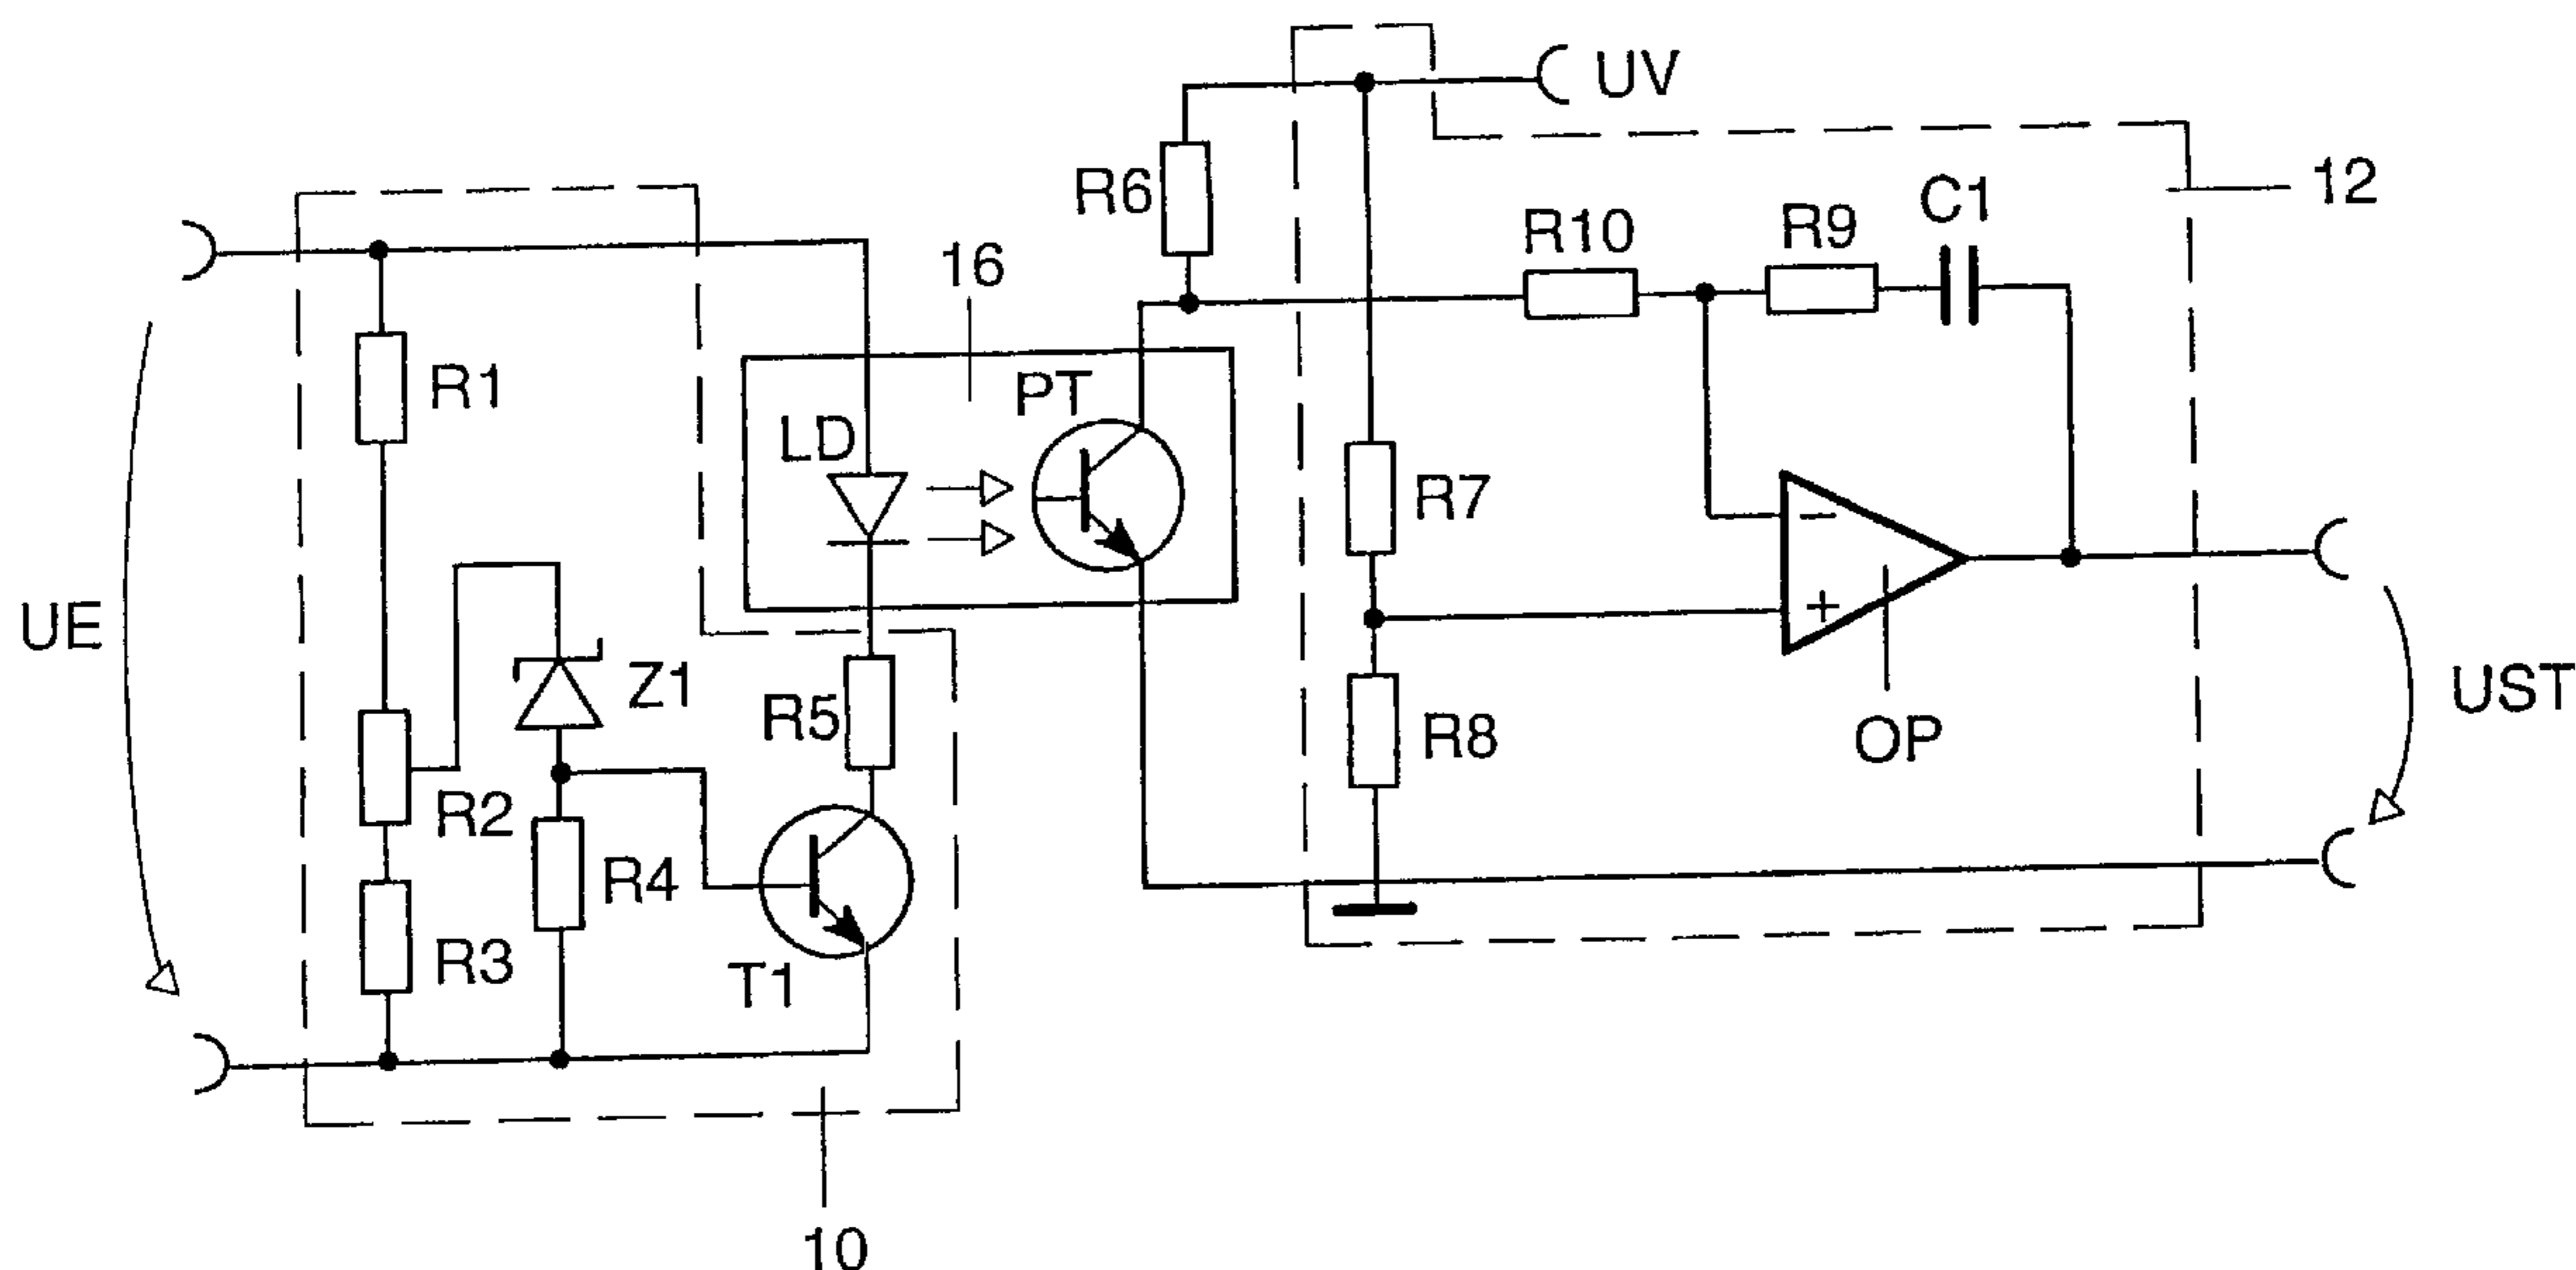 UV
12
C1
R6
R10
R9
16
R1
PT
LD
R7
UE
Z1
R5
UST
R2
R8
OP
R4
R3
T1
10
−
+